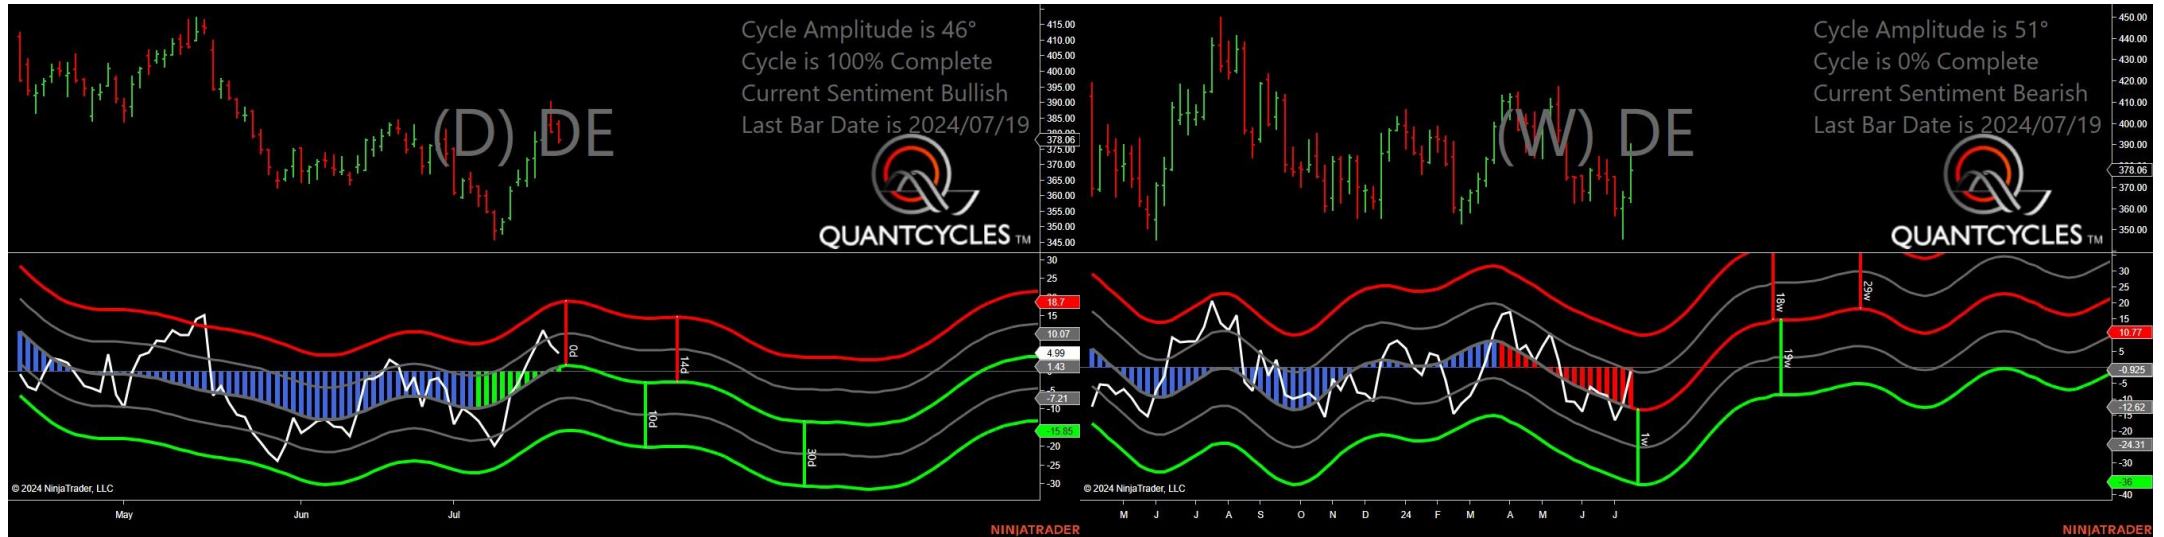 Cycle Amplitude is 46°
Cycle is 100% Complete
Current Sentiment Bullish
Last Bar Date is 2024/07/19
(D) DE
QUANTCYCLES TM
415.00
410.00
405.00
400.00
395.00
390.00
385.00
378.06
375.00
370.00
365.00
360.00
355.00
350.00
345.00
30
25
18.7
15
10.07
4.99
1.43
-5
-7.21
-10
-15.85
-20
-25
-30
0d
14d
10d
30d
© 2024 NinjaTrader, LLC
May Jun Jul
NINJATRADER
Cycle Amplitude is 51°
Cycle is 0% Complete
Current Sentiment Bearish
Last Bar Date is 2024/07/19
(W) DE
QUANTCYCLES TM
450.00
440.00
430.00
420.00
410.00
400.00
390.00
378.06
370.00
360.00
350.00
30
25
20
15
10.77
5
-0.925
-5
-12.62
-15
-20
-24.31
-30
-36
-40
18w
29w
19w
1w
© 2024 NinjaTrader, LLC
M J J A S O N D 24 F M A M J J
NINJATRADER